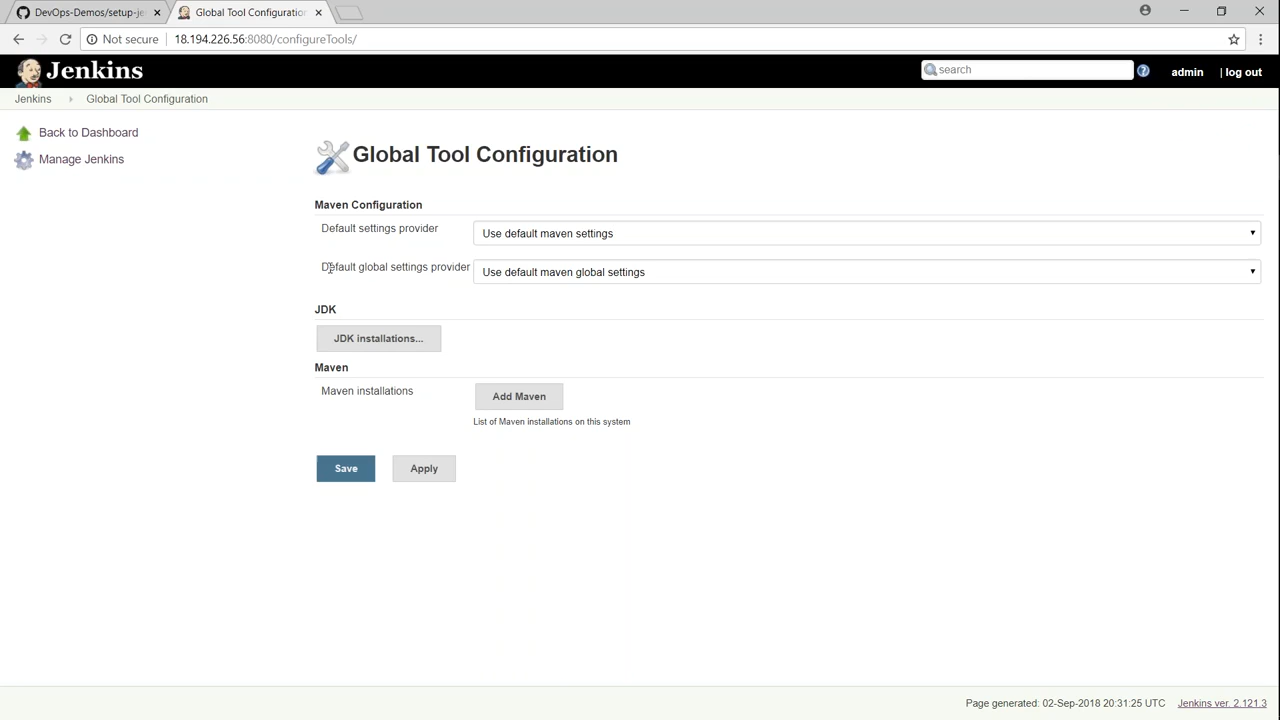 DevOps-Demos/setup-je
Global Tool Configuration
Not secure
18.194.226.56:8080/configureTools/
Jenkins
search
admin
| log out
Jenkins
Global Tool Configuration
Back to Dashboard
Manage Jenkins
Global Tool Configuration
Maven Configuration
Default settings provider
Use default maven settings
Default global settings provider
Use default maven global settings
JDK
JDK installations...
Maven
Maven installations
Add Maven
List of Maven installations on this system
Save
Apply
Page generated: 02-Sep-2018 20:31:25 UTC
Jenkins ver. 2.121.3